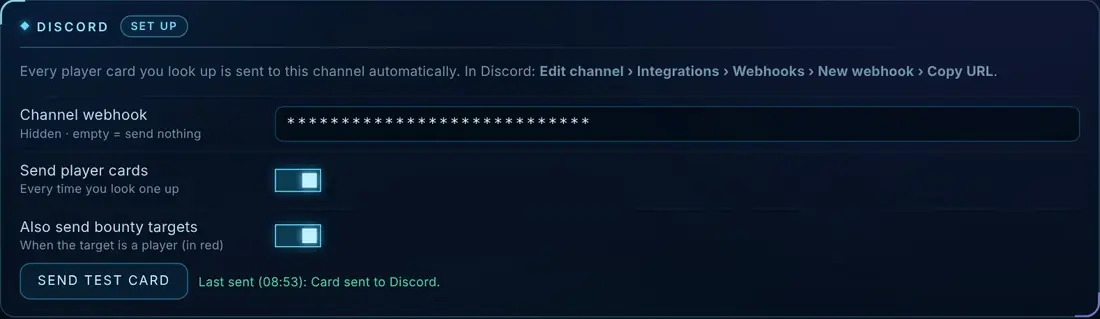 DISCORD SET UP
Every player card you look up is sent to this channel automatically. In Discord: Edit channel › Integrations › Webhooks › New webhook › Copy URL.
Channel webhook
Hidden · empty = send nothing
****************************
Send player cards
Every time you look one up
Also send bounty targets
When the target is a player (in red)
SEND TEST CARD Last sent (08:53): Card sent to Discord.